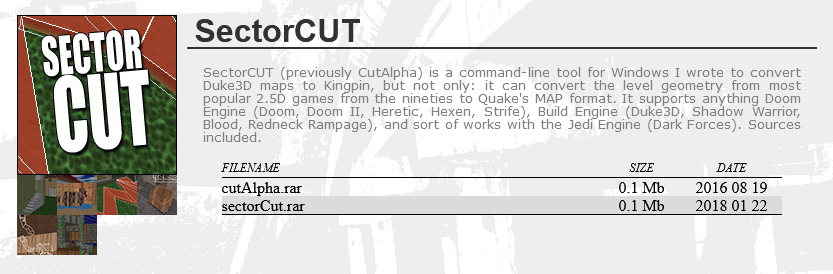 SECTOR
CUT
SectorCUT
SectorCUT (previously CutAlpha) is a command-line tool for Windows I wrote to convert
Duke3D maps to Kingpin, but not only: it can convert the level geometry from most
popular 2.5D games from the nineties to Quake's MAP format. It supports anything Doom
Engine (Doom, Doom II, Heretic, Hexen, Strife), Build Engine (Duke3D, Shadow Warrior,
Blood, Redneck Rampage), and sort of works with the Jedi Engine (Dark Forces). Sources
included.
FILENAME SIZE DATE
cutAlpha.rar 0.1 Mb 2016 08 19
sectorCut.rar 0.1 Mb 2018 01 22